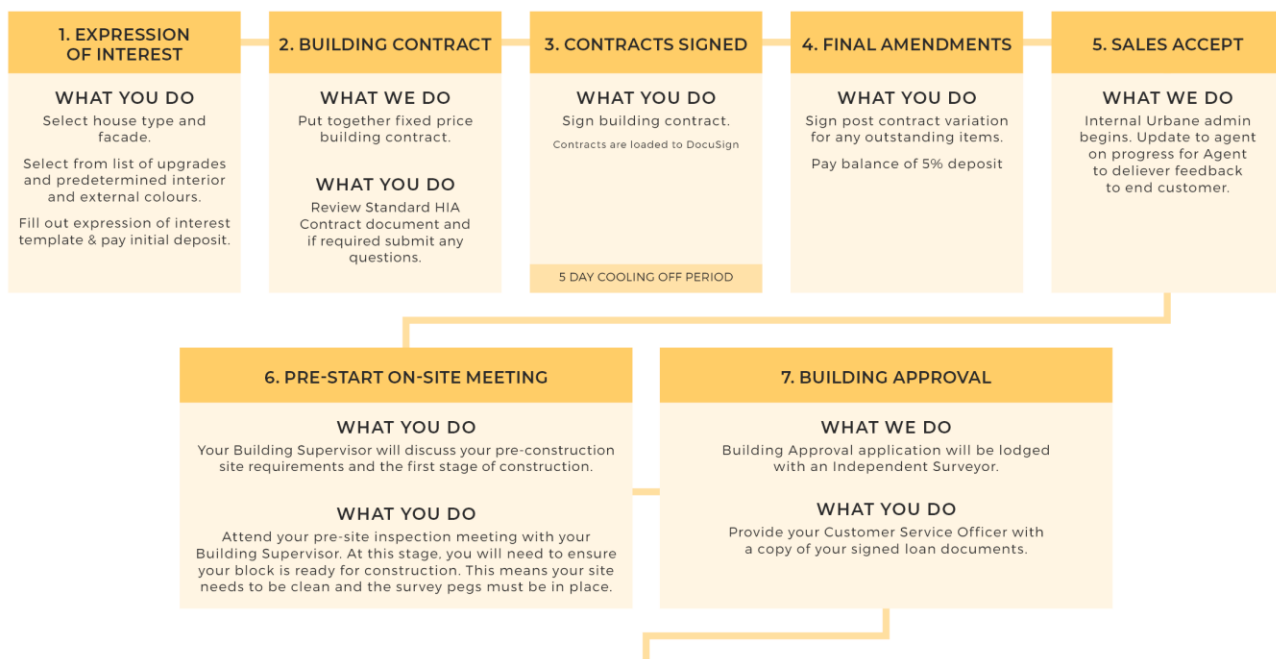 1. EXPRESSION
OF INTEREST
WHAT YOU DO
Select house type and
facade.
Select from list of upgrades
and predetermined interior
and external colours.
Fill out expression of interest
template & pay initial deposit.
2. BUILDING CONTRACT
WHAT WE DO
Put together fixed price
building contract.
WHAT YOU DO
Review Standard HIA
Contract document and
if required submit any
questions.
3. CONTRACTS SIGNED
WHAT YOU DO
Sign building contract.
Contracts are loaded to DocuSign
5 DAY COOLING OFF PERIOD
4. FINAL AMENDMENTS
WHAT YOU DO
Sign post contract variation
for any outstanding items.
Pay balance of 5% deposit
5. SALES ACCEPT
WHAT WE DO
Internal Urbane admin
begins. Update to agent
on progress for Agent
to deliever feedback
to end customer.
6. PRE-START ON-SITE MEETING
WHAT YOU DO
Your Building Supervisor will discuss your pre-construction
site requirements and the first stage of construction.
WHAT YOU DO
Attend your pre-site inspection meeting with your
Building Supervisor. At this stage, you will need to ensure
your block is ready for construction. This means your site
needs to be clean and the survey pegs must be in place.
7. BUILDING APPROVAL
WHAT WE DO
Building Approval application will be lodged
with an Independent Surveyor.
WHAT YOU DO
Provide your Customer Service Officer with
a copy of your signed loan documents.